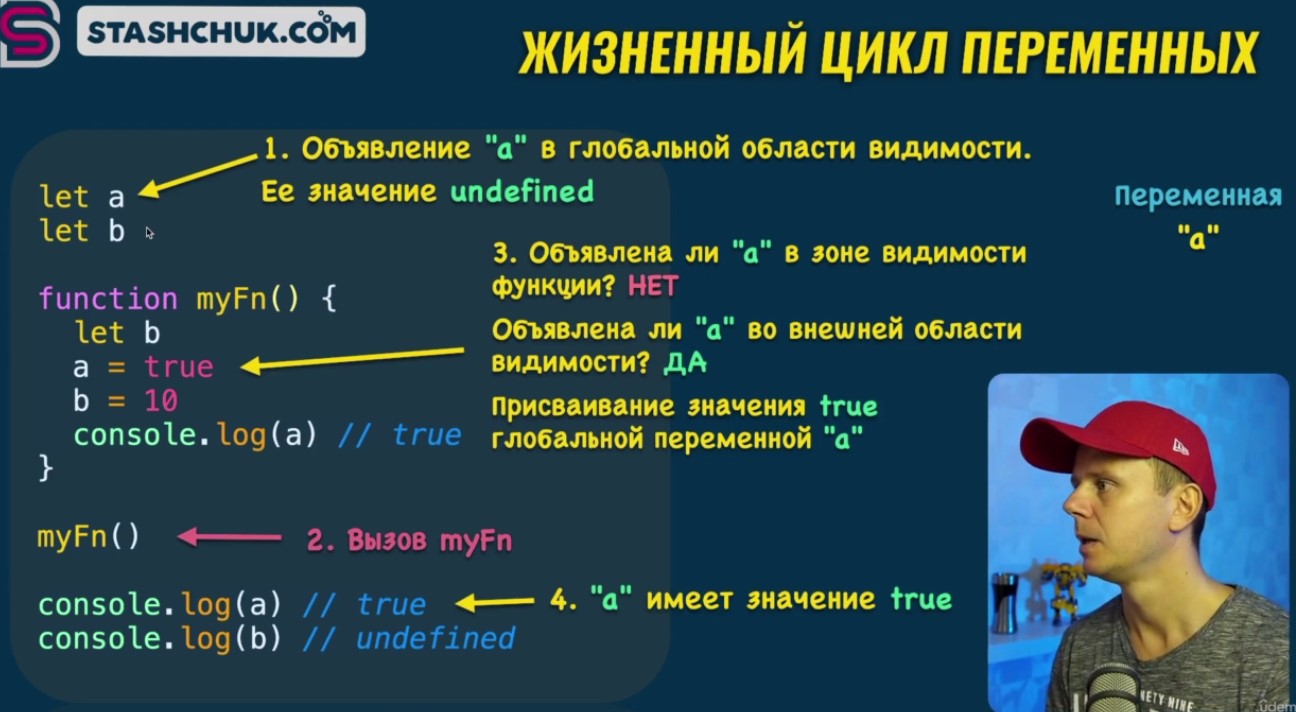 STASHCHUK.COM
ЖИЗНЕННЫЙ ЦИКЛ ПЕРЕМЕННЫХ
1. Объявление "a" в глобальной области видимости.
Ее значение undefined
let a
let b
Переменная
"a"
3. Объявлена ли "a" в зоне видимости
функции? НЕТ
Объявлена ли "a" во внешней области
видимости? ДА
Присваивание значения true
глобальной переменной "a"
function myFn() {
let b
a = true
b = 10
console.log(a) // true
}
myFn()
2. Вызов myFn
console.log(a) // true
4. "a" имеет значение true
console.log(b) // undefined
NETY NINE
ûdem